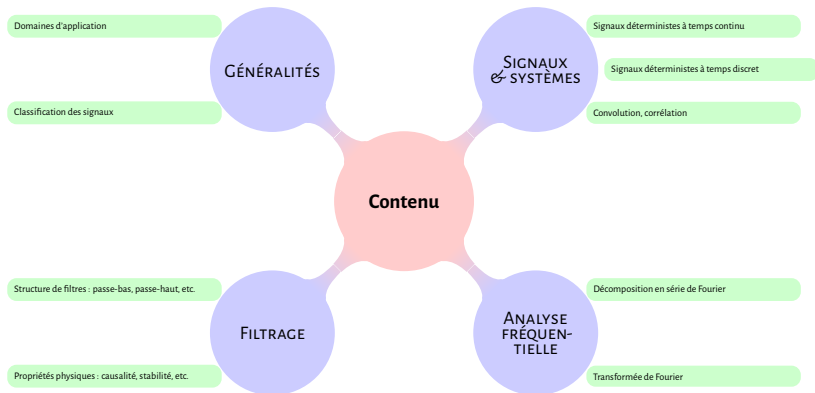 Domaines d'application
Classification des signaux
Généralités
Signaux
& systèmes
Signaux déterministes à temps continu
Signaux déterministes à temps discret
Convolution, corrélation
Contenu
Structure de filtres : passe-bas, passe-haut, etc.
Propriétés physiques : causalité, stabilité, etc.
Filtrage
Analyse
fréquen-
tielle
Décomposition en série de Fourier
Transformée de Fourier